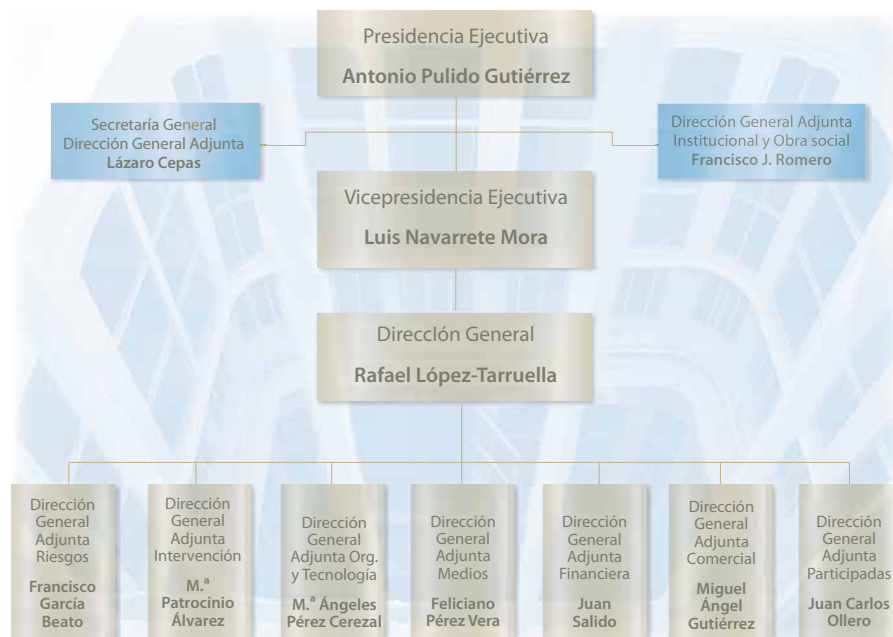 Presidencia Ejecutiva
Antonio Pulido Gutiérrez
Secretaría General
Dirección General Adjunta
Lázaro Cepas
Dirección General Adjunta
Institucional y Obra social
Francisco J. Romero
Vicepresidencia Ejecutiva
Luis Navarrete Mora
Direcclón General
Rafael López-Tarruella
Dirección
General
Adjunta
Riesgos
Francisco
García
Beato
Dirección
General
Adjunta
Intervención
M.ª
Patrocinio
Álvarez
Dirección
General
Adjunta Org.
y Tecnología
M.ª Ángeles
Pérez Cerezal
Dirección
General
Adjunta
Medios
Feliciano
Pérez Vera
Dirección
General
Adjunta
Financiera
Juan
Salido
Dirección
General
Adjunta
Comercial
Miguel
Ángel
Gutiérrez
Dirección
General
Adjunta
Participadas
Juan Carlos
Ollero